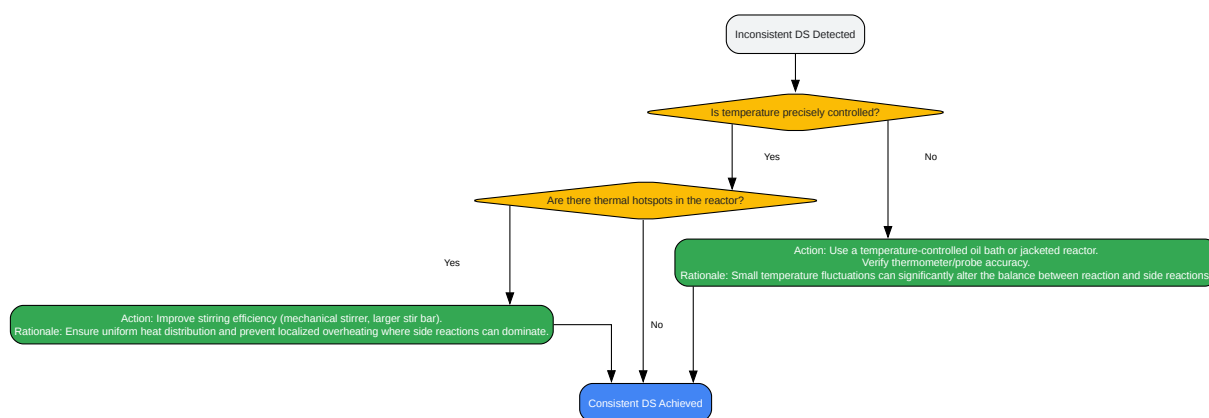 Inconsistent DS Detected
Is temperature precisely controlled?
Yes
No
Are there thermal hotspots in the reactor?
Action: Use a temperature-controlled oil bath or jacketed reactor.
Verify thermometer/probe accuracy.
Rationale: Small temperature fluctuations can significantly alter the balance between reaction and side reactions
Yes
Action: Improve stirring efficiency (mechanical stirrer, larger stir bar).
Rationale: Ensure uniform heat distribution and prevent localized overheating where side reactions can dominate.
No
Consistent DS Achieved